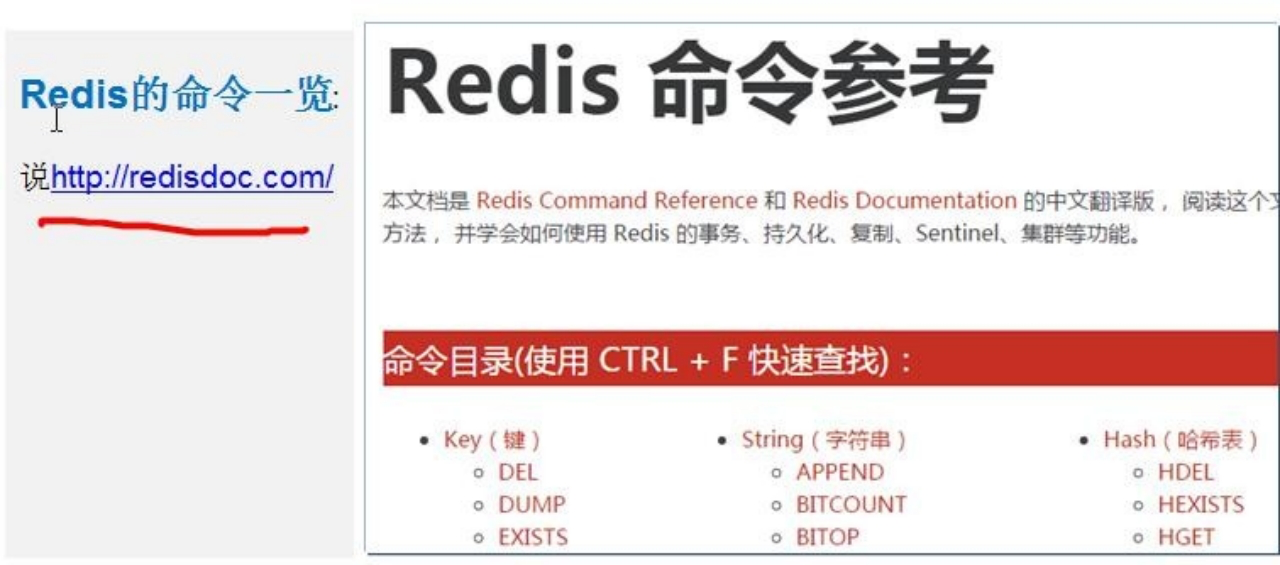 Redis的命令一览:
说http://redisdoc.com/
Redis 命令参考
本文档是 Redis Command Reference 和 Redis Documentation 的中文翻译版， 阅读这个
方法， 并学会如何使用 Redis 的事务、持久化、复制、Sentinel、集群等功能。
命令目录(使用 CTRL + F 快速查找)：
Key（键）
DEL
DUMP
EXISTS
String（字符串）
APPEND
BITCOUNT
BITOP
Hash（哈希表）
HDEL
HEXISTS
HGET